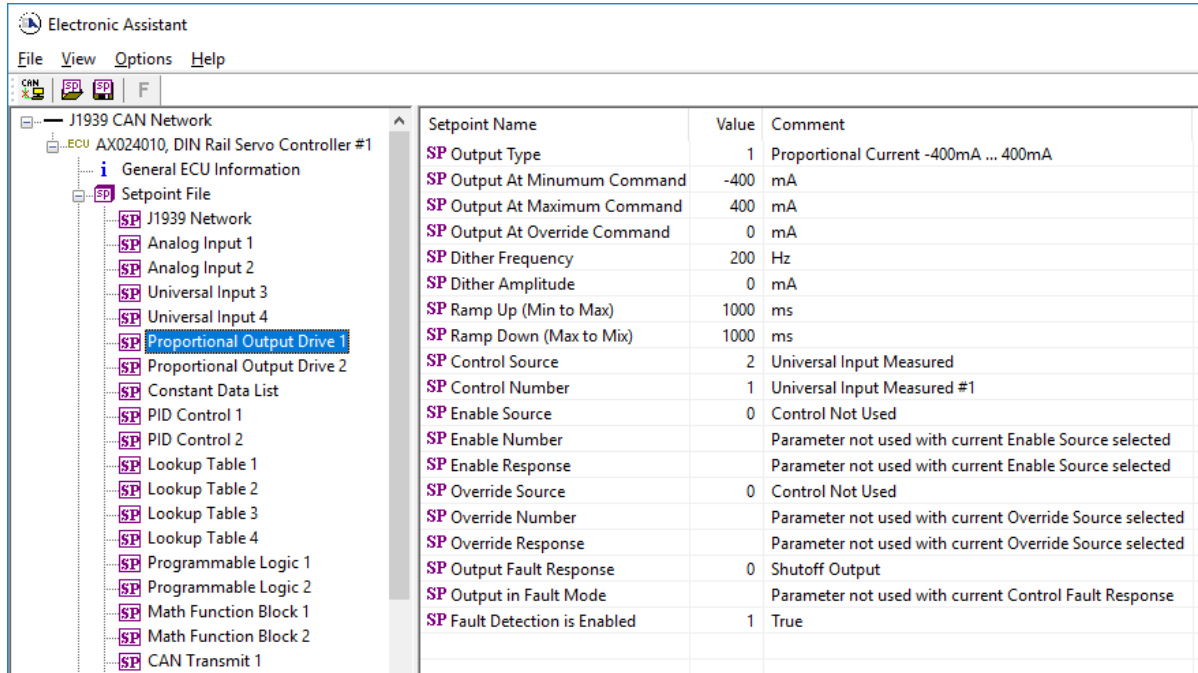 Electronic Assistant
File View Options Help
CAN SP SP F
J1939 CAN Network
ECU AX024010, DIN Rail Servo Controller #1
i General ECU Information
SP Setpoint File
SP J1939 Network
SP Analog Input 1
SP Analog Input 2
SP Universal Input 3
SP Universal Input 4
SP Proportional Output Drive 1
SP Proportional Output Drive 2
SP Constant Data List
SP PID Control 1
SP PID Control 2
SP Lookup Table 1
SP Lookup Table 2
SP Lookup Table 3
SP Lookup Table 4
SP Programmable Logic 1
SP Programmable Logic 2
SP Math Function Block 1
SP Math Function Block 2
SP CAN Transmit 1
Setpoint Name Value Comment
SP Output Type 1 Proportional Current -400mA ... 400mA
SP Output At Minumum Command -400 mA
SP Output At Maximum Command 400 mA
SP Output At Override Command 0 mA
SP Dither Frequency 200 Hz
SP Dither Amplitude 0 mA
SP Ramp Up (Min to Max) 1000 ms
SP Ramp Down (Max to Mix) 1000 ms
SP Control Source 2 Universal Input Measured
SP Control Number 1 Universal Input Measured #1
SP Enable Source 0 Control Not Used
SP Enable Number Parameter not used with current Enable Source selected
SP Enable Response Parameter not used with current Enable Source selected
SP Override Source 0 Control Not Used
SP Override Number Parameter not used with current Override Source selected
SP Override Response Parameter not used with current Override Source selected
SP Output Fault Response 0 Shutoff Output
SP Output in Fault Mode Parameter not used with current Control Fault Response
SP Fault Detection is Enabled 1 True